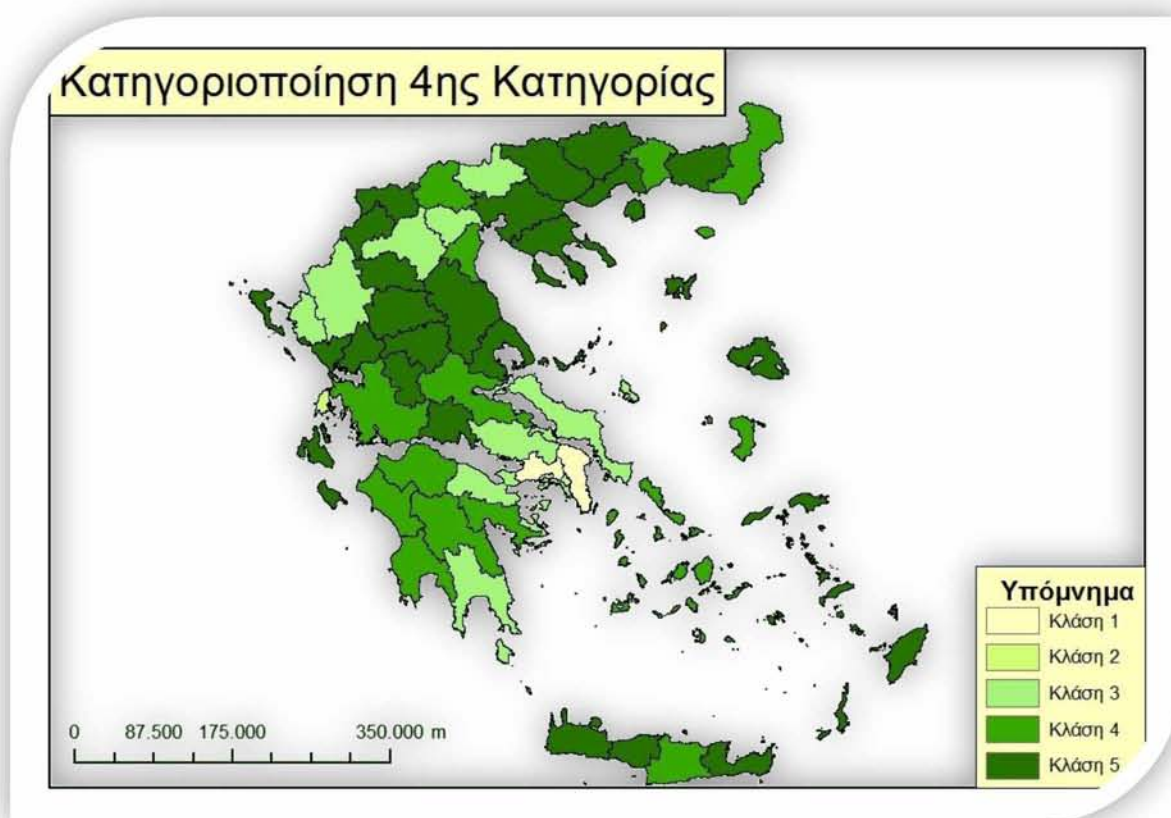 Κατηγοριοποίηση 4ης Κατηγορίας
Υπόμνημα
Κλάση 1
Κλάση 2
Κλάση 3
Κλάση 4
Κλάση 5
0 87.500 175.000 350.000 m